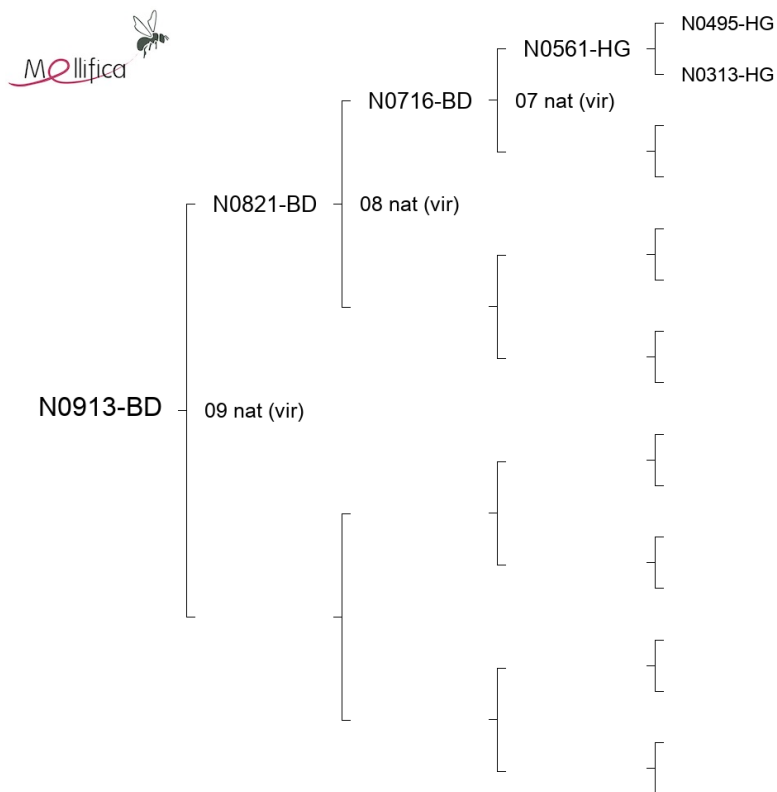 Mellifica
N0495-HG
N0561-HG
N0313-HG
N0716-BD
07 nat (vir)
N0821-BD
08 nat (vir)
N0913-BD
09 nat (vir)